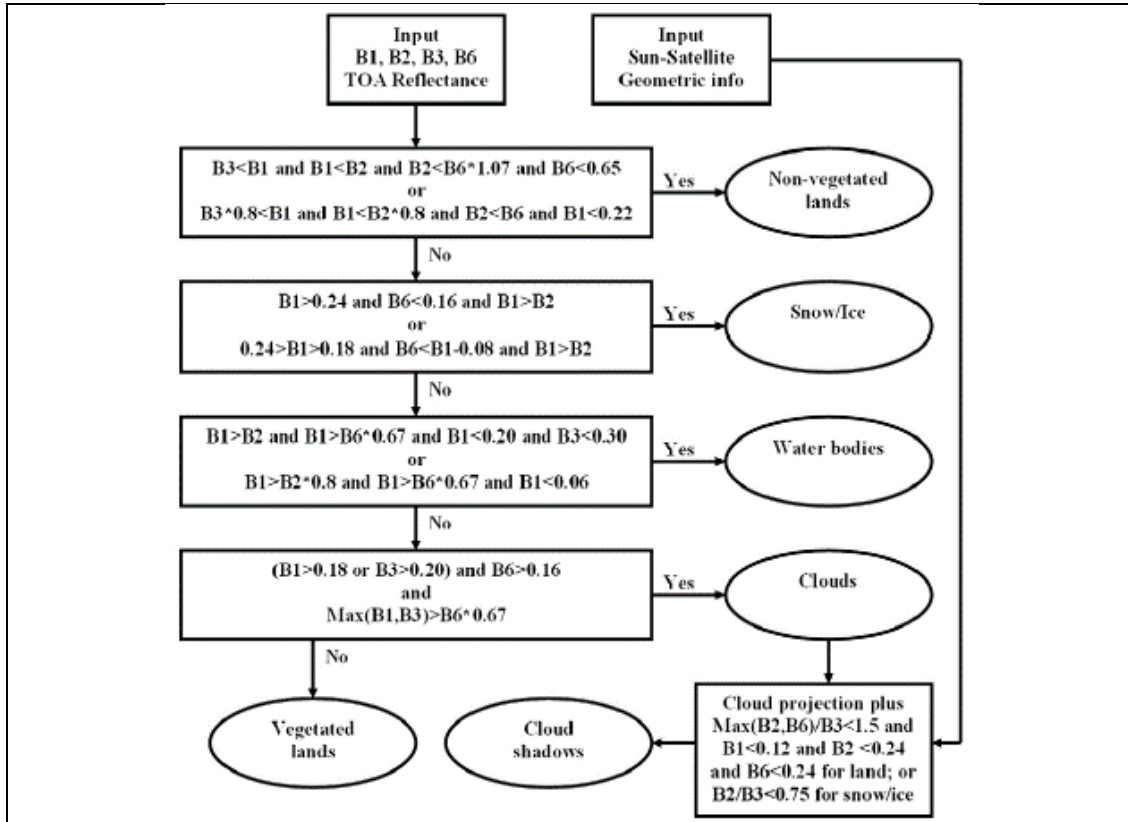 Input
B1, B2, B3, B6
TOA Reflectance
Input
Sun-Satellite
Geometric info
B3<B1 and B1<B2 and B2<B6*1.07 and B6<0.65
or
B3*0.8<B1 and B1<B2*0.8 and B2<B6 and B1<0.22
Yes
Non-vegetated
lands
No
B1>0.24 and B6<0.16 and B1>B2
or
0.24>B1>0.18 and B6<B1-0.08 and B1>B2
Yes
Snow/Ice
No
B1>B2 and B1>B6*0.67 and B1<0.20 and B3<0.30
or
B1>B2*0.8 and B1>B6*0.67 and B1<0.06
Yes
Water bodies
No
(B1>0.18 or B3>0.20) and B6>0.16
and
Max(B1,B3)>B6*0.67
Yes
Clouds
No
Vegetated
lands
Cloud
shadows
Cloud projection plus
Max(B2,B6)/B3<1.5 and
B1<0.12 and B2 <0.24
and B6<0.24 for land; or
B2/B3<0.75 for snow/ice